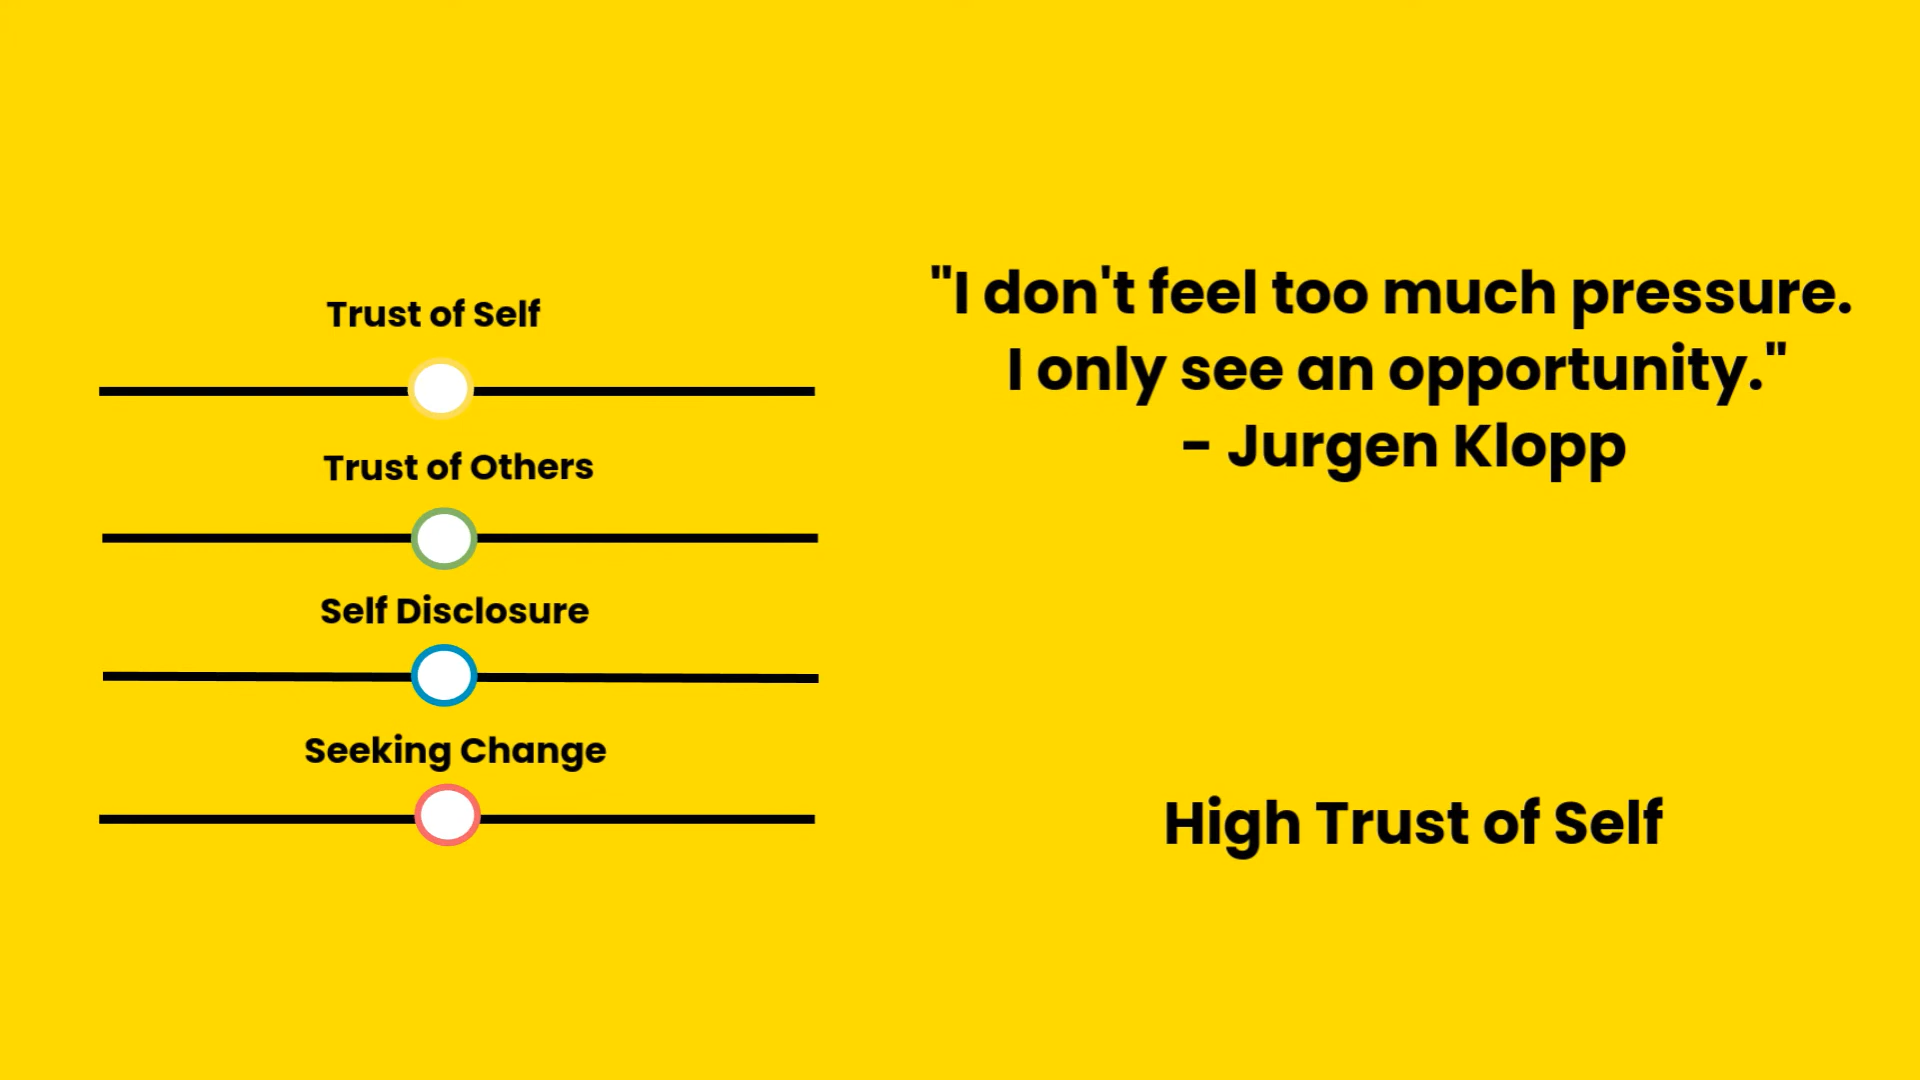 Trust of Self
Trust of Others
Self Disclosure
Seeking Change
"I don't feel too much pressure.
I only see an opportunity."
- Jurgen Klopp
High Trust of Self